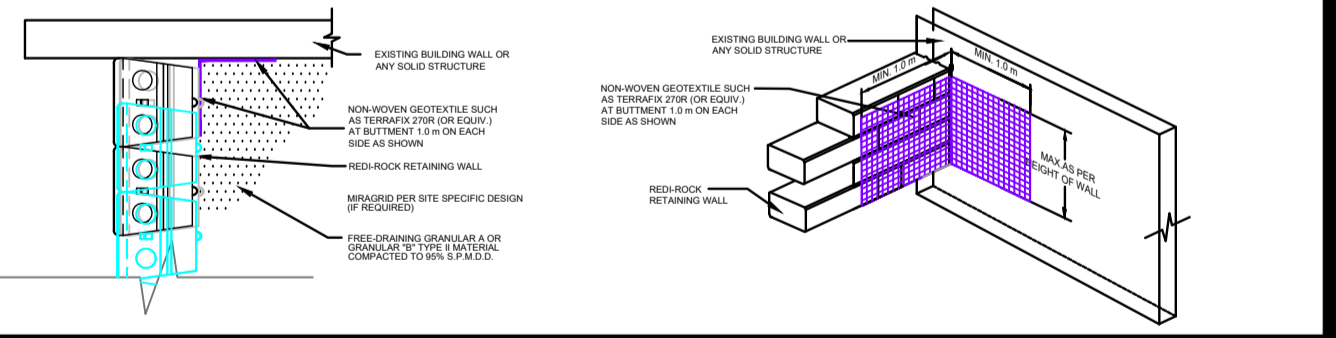 EXISTING BUILDING WALL OR
ANY SOLID STRUCTURE
NON-WOVEN GEOTEXTILE SUCH
AS TERRAFIX 270R (OR EQUIV.)
AT BUTTMENT 1.0 m ON EACH
SIDE AS SHOWN
REDI-ROCK RETAINING WALL
MIRAGRID PER SITE SPECIFIC DESIGN
(IF REQUIRED)
FREE-DRAINING GRANULAR A OR
GRANULAR "B" TYPE II MATERIAL
COMPACTED TO 95% S.P.M.D.D.
EXISTING BUILDING WALL OR
ANY SOLID STRUCTURE
MIN. 1.0 m
MIN. 1.0 m
NON-WOVEN GEOTEXTILE SUCH
AS TERRAFIX 270R (OR EQUIV.)
AT BUTTMENT 1.0 m ON EACH
SIDE AS SHOWN
MAX.AS PER
HEIGHT OF WALL
REDI-ROCK
RETAINING WALL